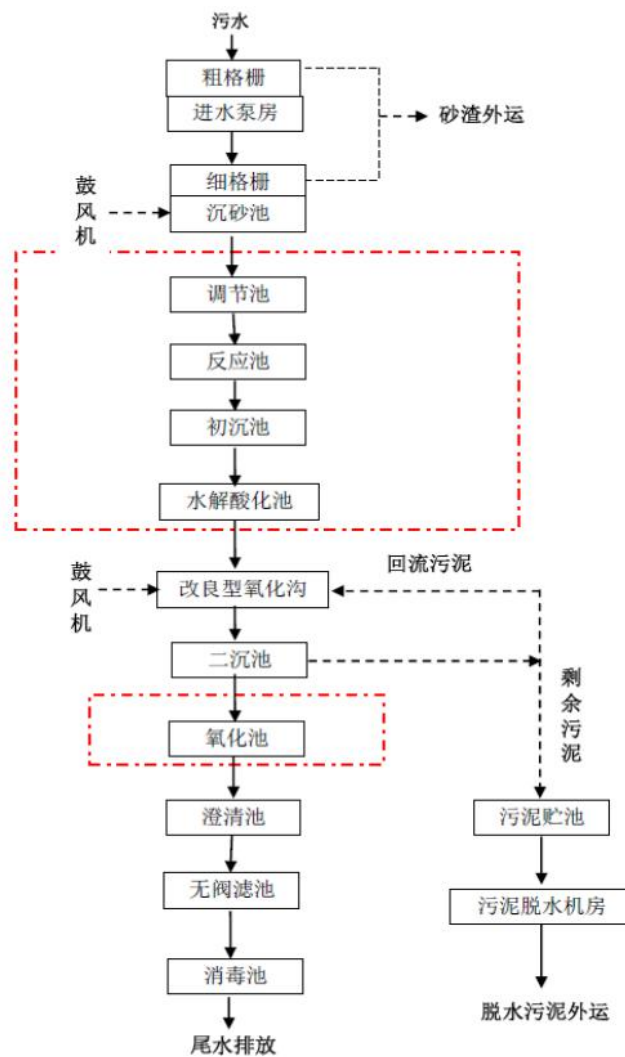 污水
粗格栅
进水泵房
砂渣外运
细格栅
沉砂池
鼓风机
调节池
反应池
初沉池
水解酸化池
回流污泥
鼓风机
改良型氧化沟
二沉池
剩余污泥
氧化池
澄清池
污泥贮池
无阀滤池
污泥脱水机房
消毒池
脱水污泥外运
尾水排放